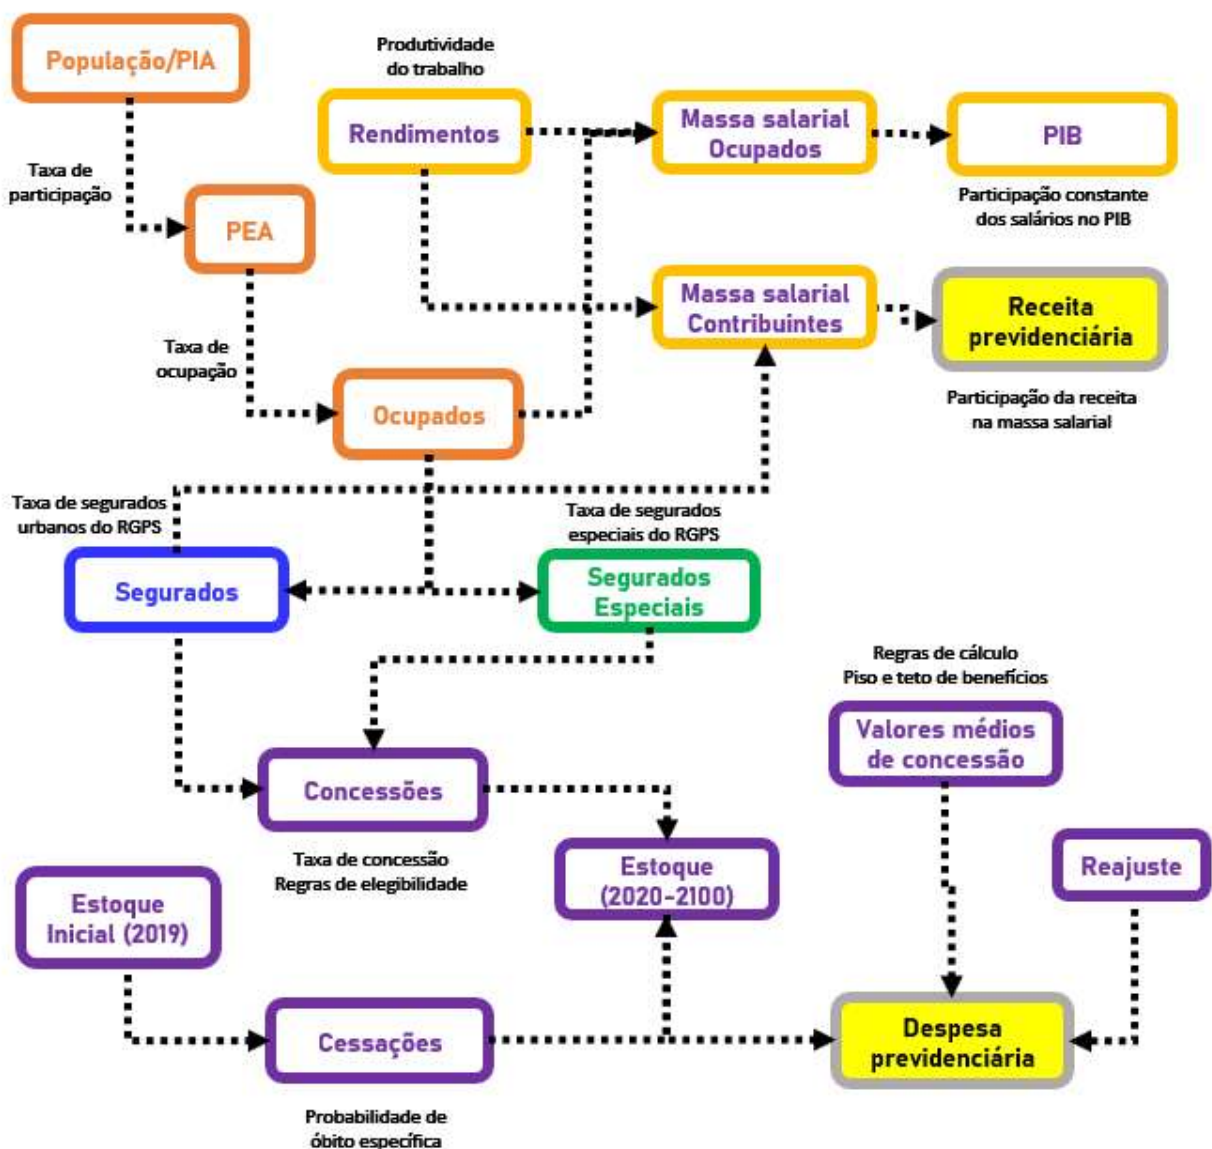 População/PIA
Produtividade
do trabalho
Rendimentos
Massa salarial
Ocupados
PIB
Taxa de
participação
Participação constante
dos salários no PIB
PEA
Massa salarial
Contribuintes
Receita
previdenciária
Taxa de
ocupação
Ocupados
Participação da receita
na massa salarial
Taxa de segurados
urbanos do RGPS
Taxa de segurados
especiais do RGPS
Segurados
Segurados
Especiais
Regras de cálculo
Piso e teto de benefícios
Valores médios
de concessão
Concessões
Taxa de concessão
Regras de elegibilidade
Estoque
(2020-2100)
Reajuste
Estoque
Inicial (2019)
Cessações
Despesa
previdenciária
Probabilidade de
óbito específica